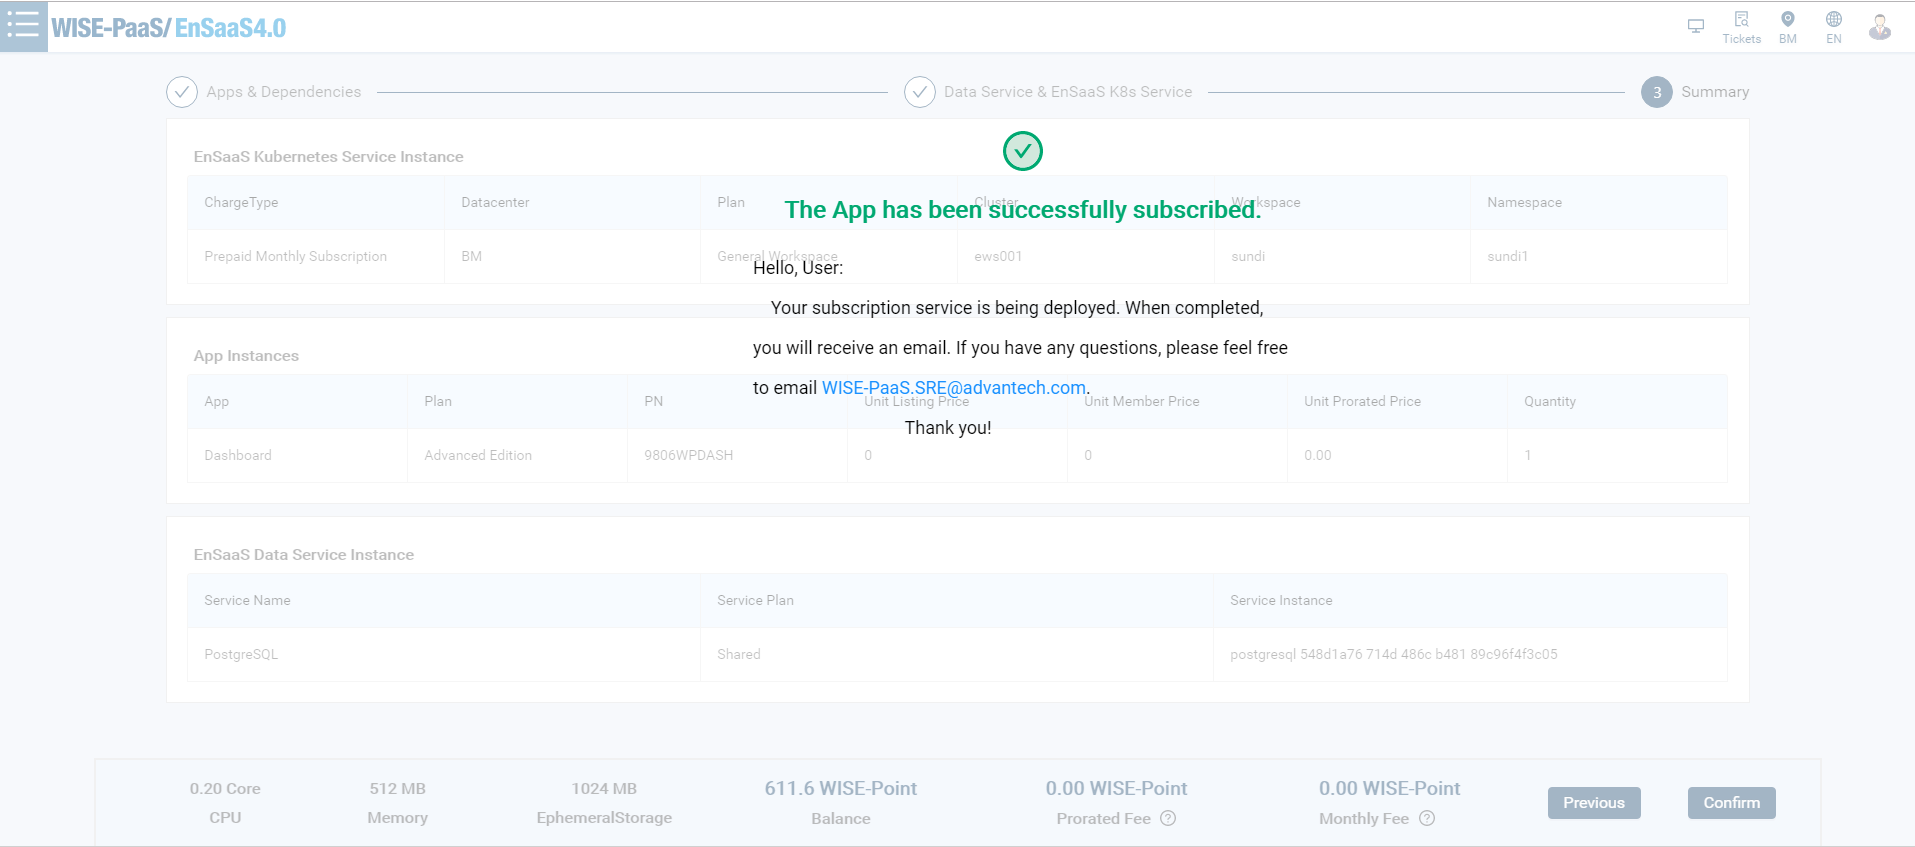 WISE-PaaS/ EnSaaS4.0
Tickets
BM
EN
Apps & Dependencies
Data Service & EnSaaS K8s Service
3 Summary
EnSaaS Kubernetes Service Instance
The App has been successfully subscribed.
ChargeType Datacenter Plan Cluster Workspace Namespace
Prepaid Monthly Subscription BM General Workspace ews001 sundi sundi1
Hello, User:
Your subscription service is being deployed. When completed,
you will receive an email. If you have any questions, please feel free
to email WISE-PaaS.SRE@advantech.com.
Thank you!
App Instances
App Plan PN Unit Listing Price Unit Member Price Unit Prorated Price Quantity
Dashboard Advanced Edition 9806WPDASH 0 0 0.00 1
EnSaaS Data Service Instance
Service Name Service Plan Service Instance
PostgreSQL Shared postgresql 548d1a76 714d 486c b481 89c96f4f3c05
0.20 Core 512 MB 1024 MB 611.6 WISE-Point 0.00 WISE-Point 0.00 WISE-Point
CPU Memory EphemeralStorage Balance Prorated Fee ? Monthly Fee ?
Previous Confirm